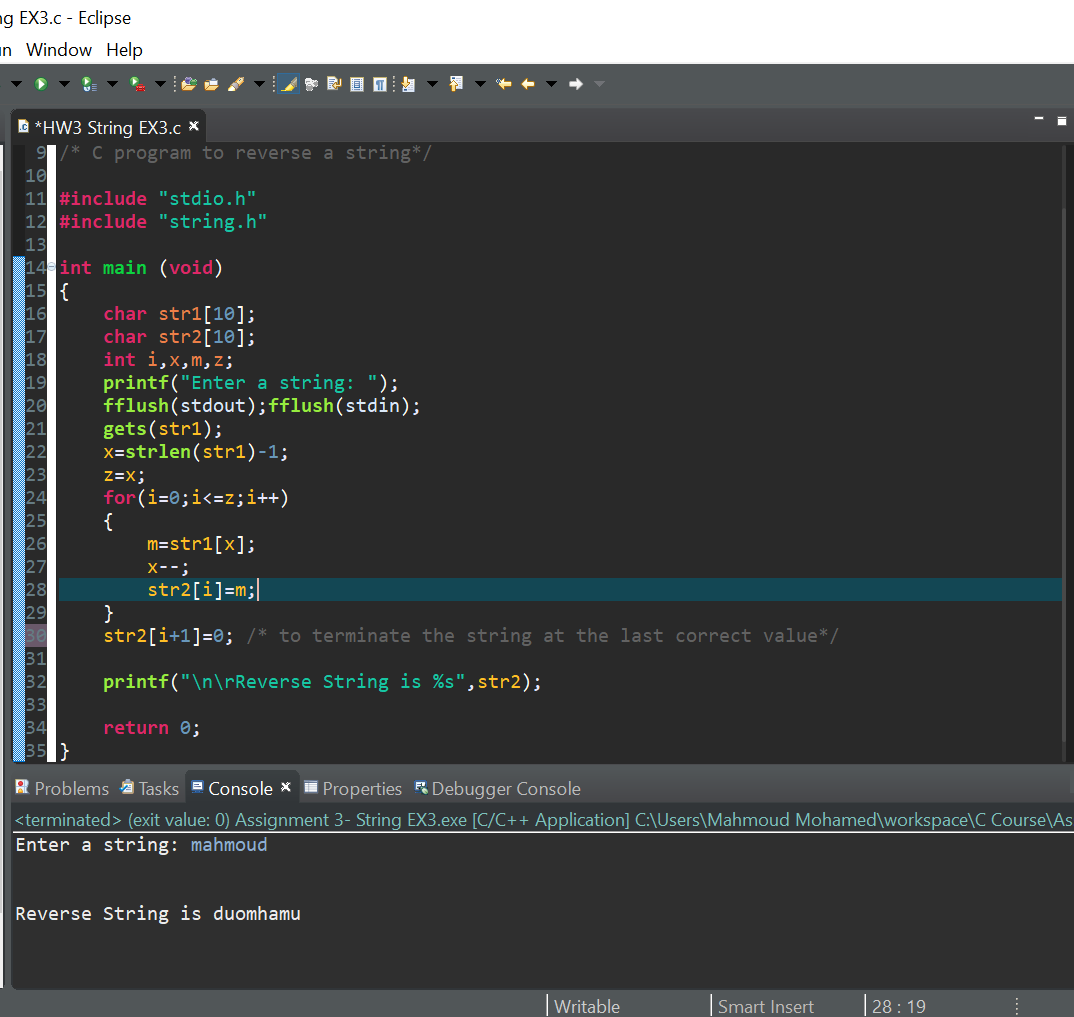 ng EX3.c - Eclipse
un Window Help
*HW3 String EX3.c
9 /* C program to reverse a string*/
10
11 #include "stdio.h"
12 #include "string.h"
13
14 int main (void)
15 {
16 char str1[10];
17 char str2[10];
18 int i,x,m,z;
19 printf("Enter a string: ");
20 fflush(stdout);fflush(stdin);
21 gets(str1);
22 x=strlen(str1)-1;
23 z=x;
24 for(i=0;i<=z;i++)
25 {
26 m=str1[x];
27 x--;
28 str2[i]=m;
29 }
30 str2[i+1]=0; /* to terminate the string at the last correct value*/
31
32 printf("\n\rReverse String is %s",str2);
33
34 return 0;
35 }
Problems Tasks Console Properties Debugger Console
<terminated> (exit value: 0) Assignment 3- String EX3.exe [C/C++ Application] C:\Users\Mahmoud Mohamed\workspace\C Course\As
Enter a string: mahmoud
Reverse String is duomhamu
Writable Smart Insert 28 : 19